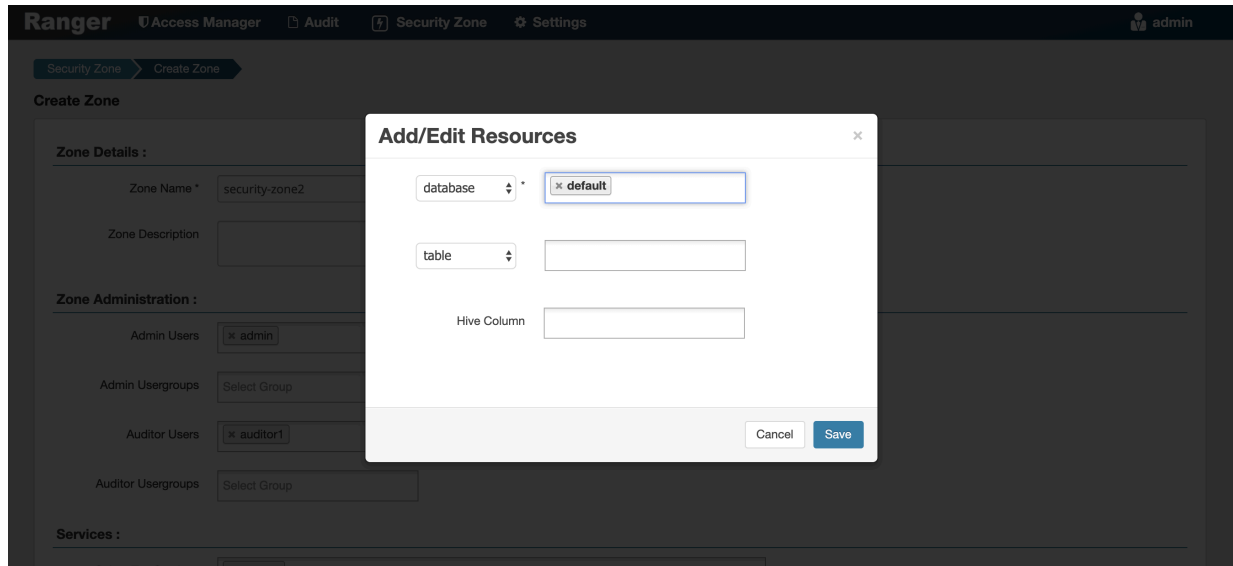 Ranger Access Manager Audit Security Zone Settings admin
Security Zone Create Zone
Create Zone
Add/Edit Resources ×
Zone Details :
Zone Name * security-zone2
database * × default
Zone Description
table
Zone Administration :
Hive Column
Admin Users × admin
Admin Usergroups Select Group
Auditor Users × auditor1
Cancel Save
Auditor Usergroups Select Group
Services :